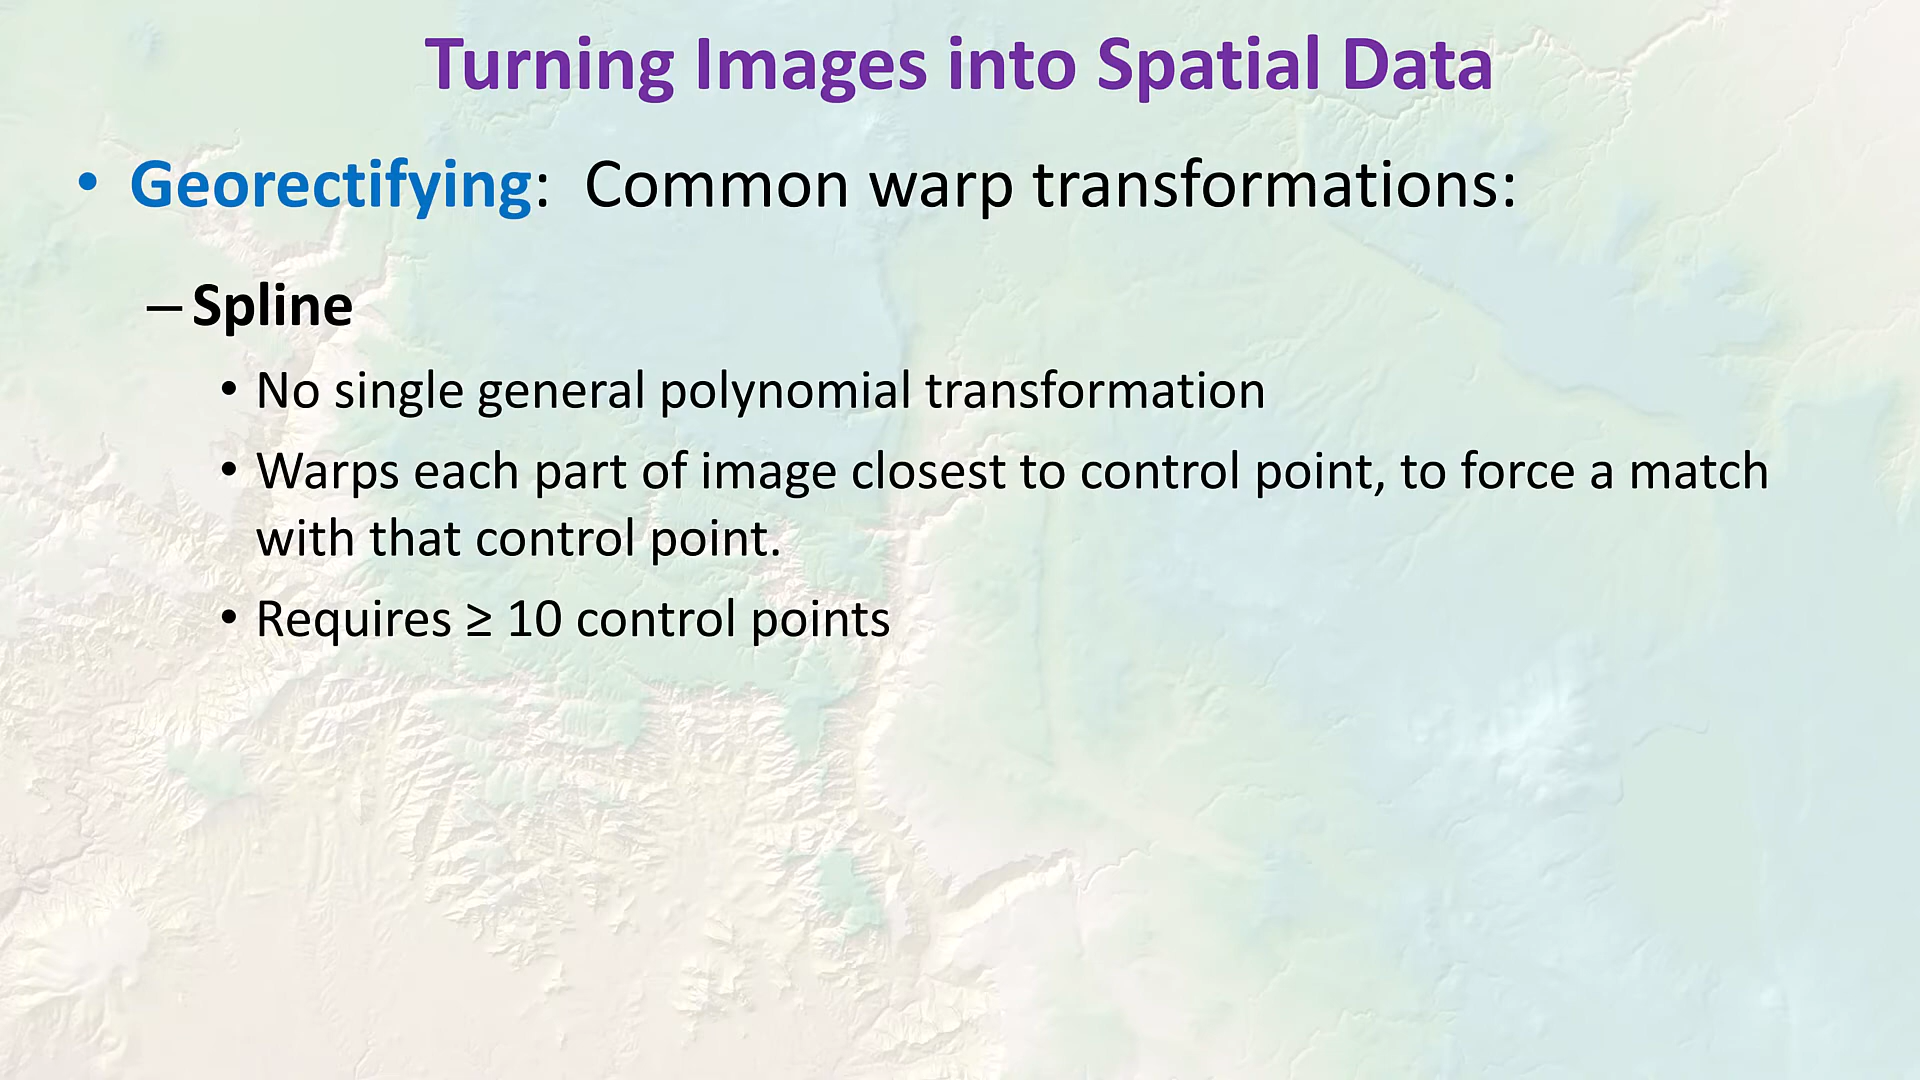 Turning Images into Spatial Data
• Georectifying: Common warp transformations:
– Spline
• No single general polynomial transformation
• Warps each part of image closest to control point, to force a match
with that control point.
• Requires ≥ 10 control points